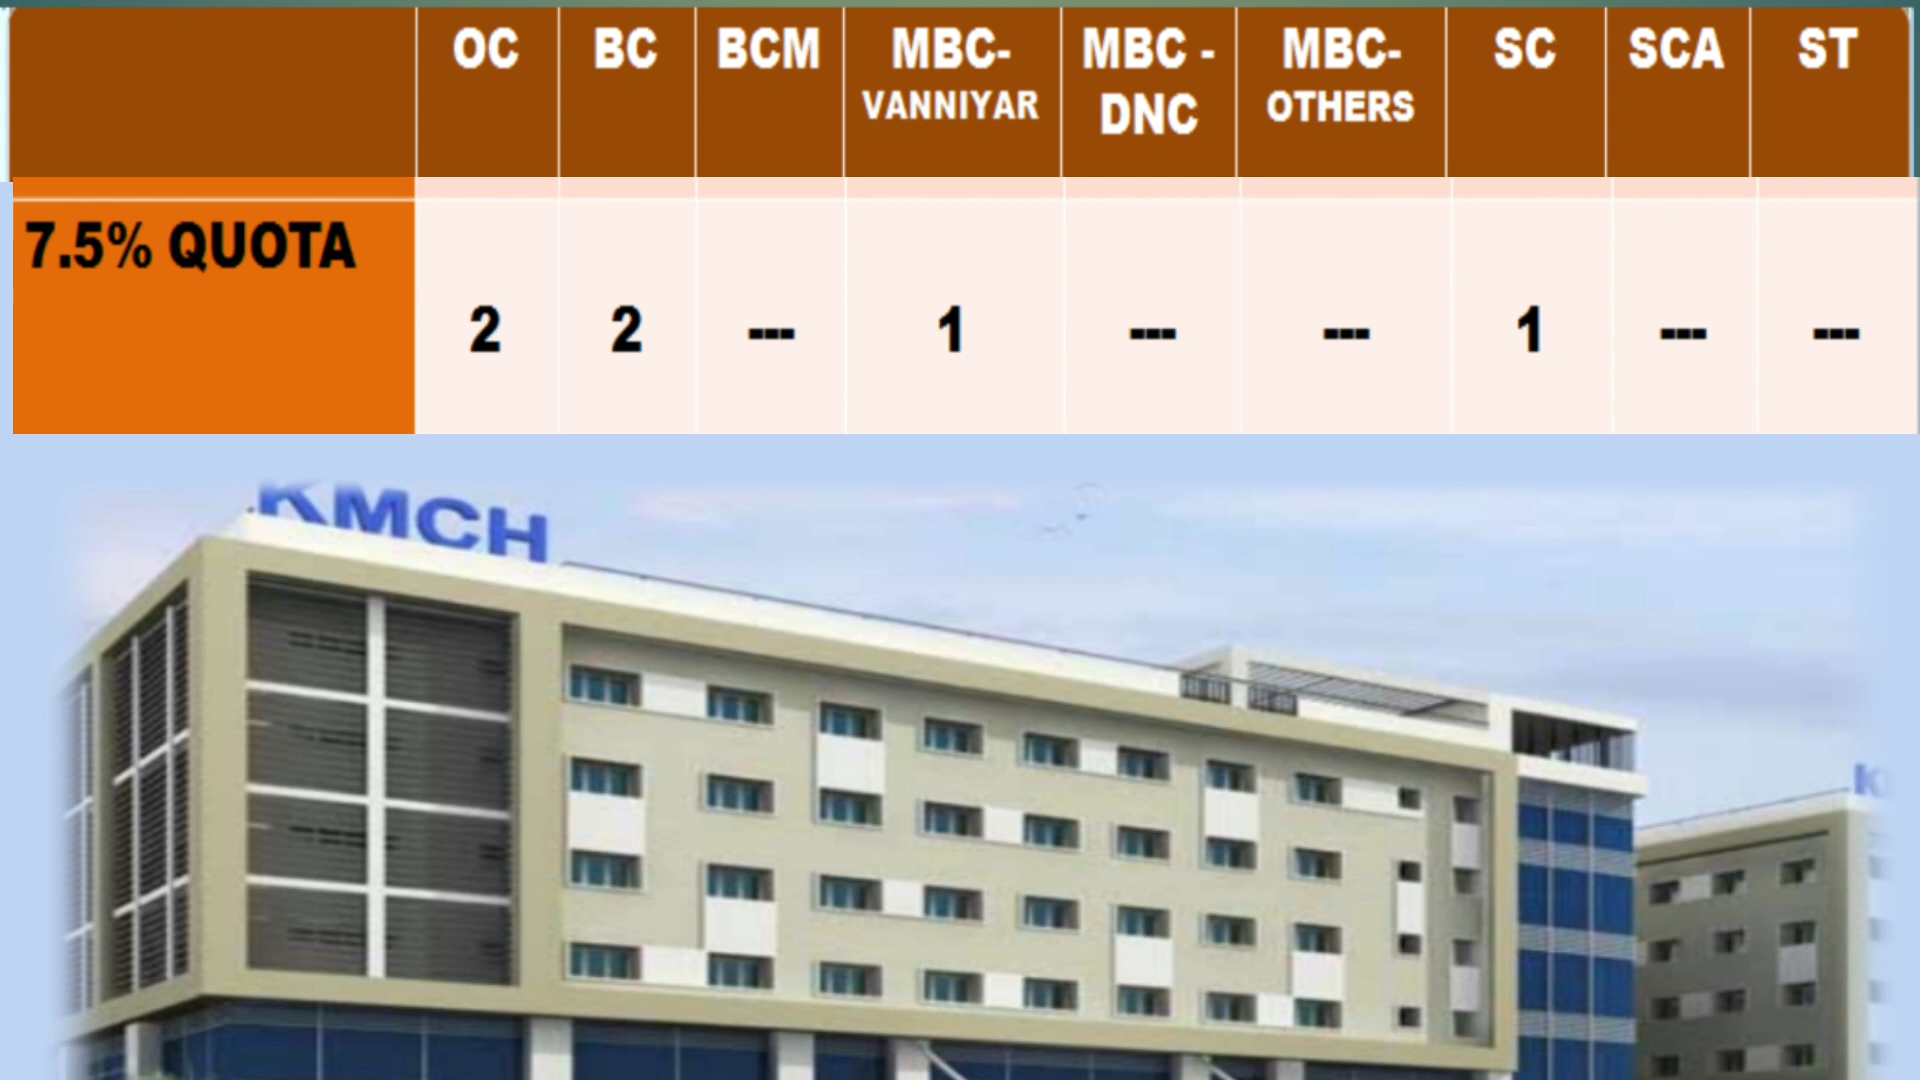 OC BC BCM MBC- MBC - MBC- SC SCA ST
VANNIYAR DNC OTHERS
7.5% QUOTA
2 2 --- 1 --- --- 1 --- ---
KMCH